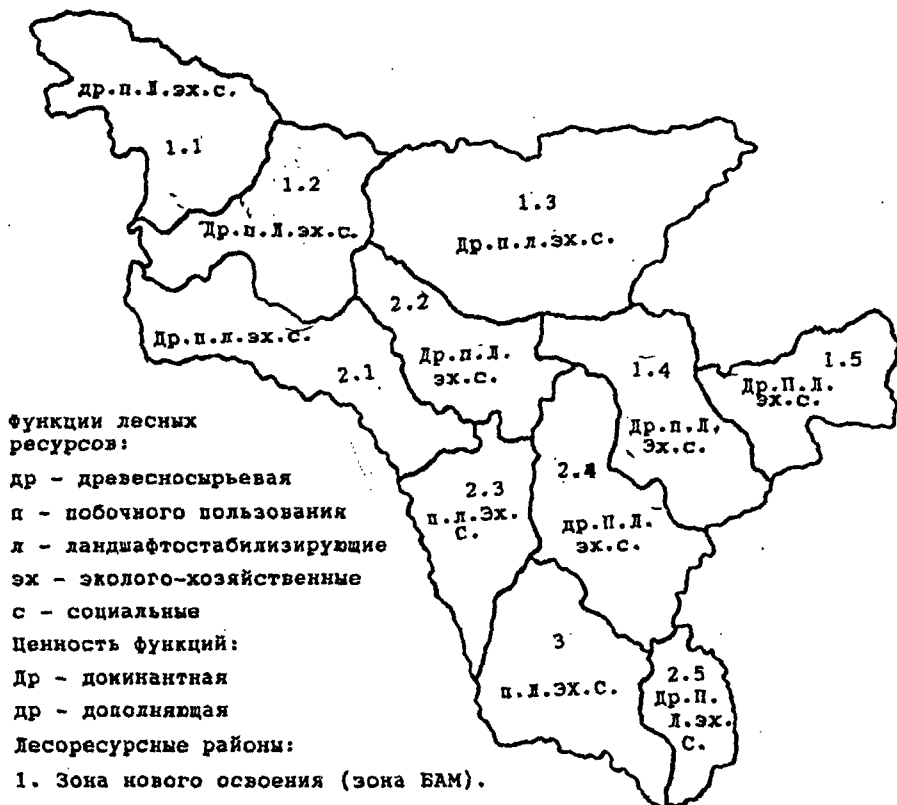 др.п.Л.эх.с.
1.1
1.2
Др.п.Л.эх.с.
1.3
Др.п.л.эх.с.
2.2
Др.п.Л.
эх.с.
Др.п.л.эх.с.
2.1
1.4
Др.п.Л.
Эх.с.
1.5
Др.П.Л.
Эх.с.
2.3
п.л.Эх.
С.
2.4
др.П.Л.
эх.с.
3
п.л.ЭХ.С.
2.5
Др.П.
Л.эх.
С.
Функции лесных
ресурсов:
др - древесносырьевая
п - побочного пользования
л - ландшафтостабилизирующие
эх - эколого-хозяйственные
с - социальные
Ценность функций:
Др - доминантная
др - дополняющая
Лесоресурсные районы:
1. Зона нового освоения (зона БАМ).